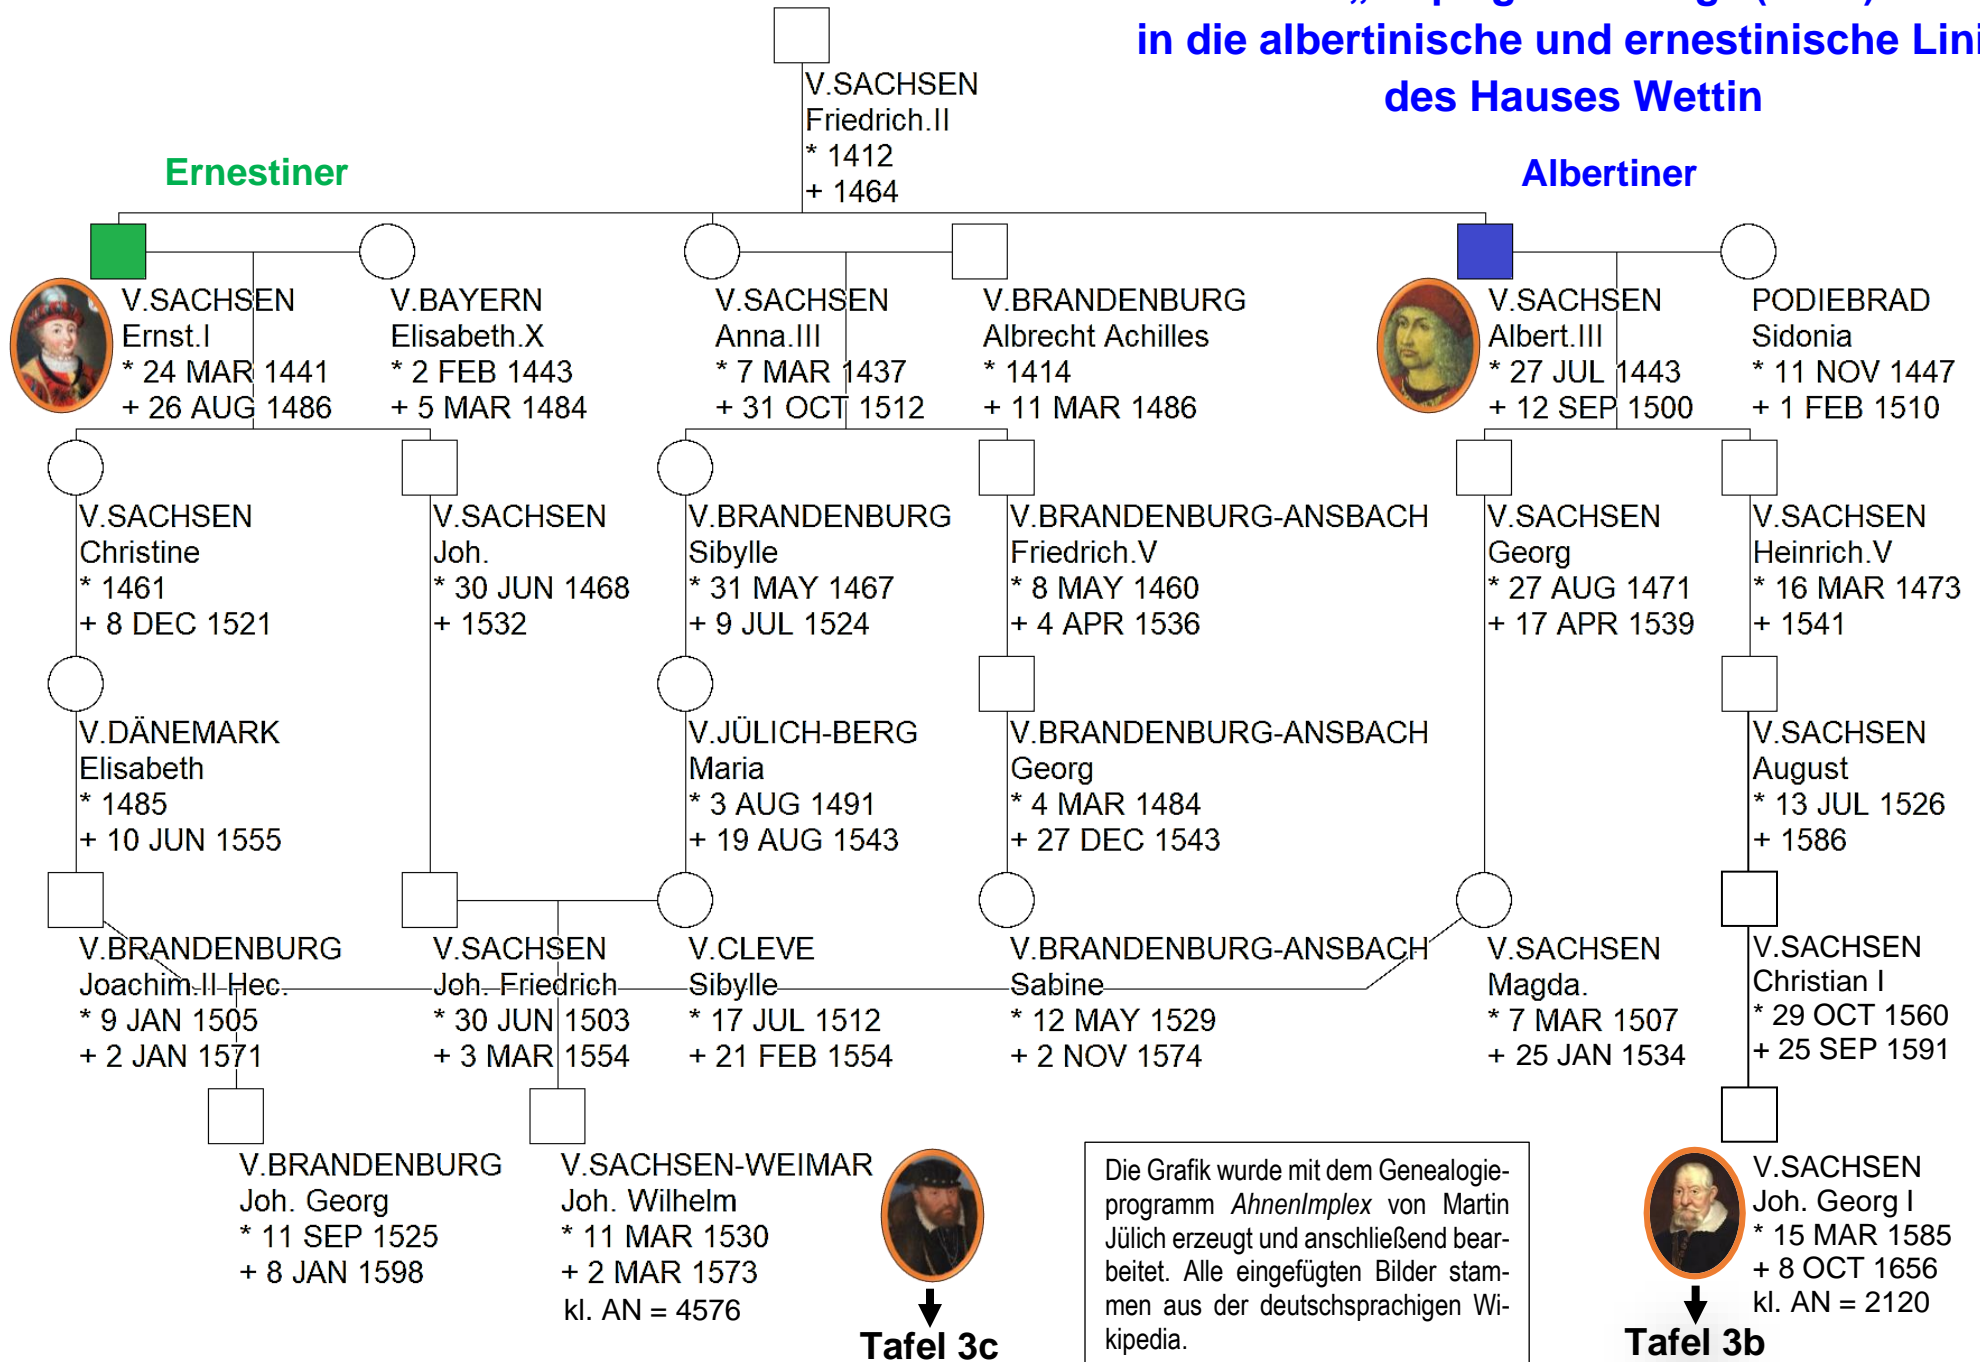 in die albertinische und ernestinische Lini
des Hauses Wettin
V.SACHSEN
Friedrich.II
* 1412
+ 1464
Ernestiner
Albertiner
V.SACHSEN
Ernst.I
* 24 MAR 1441
+ 26 AUG 1486
V.BAYERN
Elisabeth.X
* 2 FEB 1443
+ 5 MAR 1484
V.SACHSEN
Anna.III
* 7 MAR 1437
+ 31 OCT 1512
V.BRANDENBURG
Albrecht Achilles
* 1414
+ 11 MAR 1486
V.SACHSEN
Albert.III
* 27 JUL 1443
+ 12 SEP 1500
PODIEBRAD
Sidonia
* 11 NOV 1447
+ 1 FEB 1510
V.SACHSEN
Christine
* 1461
+ 8 DEC 1521
V.SACHSEN
Joh.
* 30 JUN 1468
+ 1532
V.BRANDENBURG
Sibylle
* 31 MAY 1467
+ 9 JUL 1524
V.BRANDENBURG-ANSBACH
Friedrich.V
* 8 MAY 1460
+ 4 APR 1536
V.SACHSEN
Georg
* 27 AUG 1471
+ 17 APR 1539
V.SACHSEN
Heinrich.V
* 16 MAR 1473
+ 1541
V.DÄNEMARK
Elisabeth
* 1485
+ 10 JUN 1555
V.JÜLICH-BERG
Maria
* 3 AUG 1491
+ 19 AUG 1543
V.BRANDENBURG-ANSBACH
Georg
* 4 MAR 1484
+ 27 DEC 1543
V.SACHSEN
August
* 13 JUL 1526
+ 1586
V.BRANDENBURG
Joachim.II Hec.
* 9 JAN 1505
+ 2 JAN 1571
V.SACHSEN
Joh. Friedrich
* 30 JUN 1503
+ 3 MAR 1554
V.CLEVE
Sibylle
* 17 JUL 1512
+ 21 FEB 1554
V.BRANDENBURG-ANSBACH
Sabine
* 12 MAY 1529
+ 2 NOV 1574
V.SACHSEN
Magda.
* 7 MAR 1507
+ 25 JAN 1534
V.SACHSEN
Christian I
* 29 OCT 1560
+ 25 SEP 1591
V.BRANDENBURG
Joh. Georg
* 11 SEP 1525
+ 8 JAN 1598
V.SACHSEN-WEIMAR
Joh. Wilhelm
* 11 MAR 1530
+ 2 MAR 1573
kl. AN = 4576
Tafel 3c
Die Grafik wurde mit dem Genealogie-
programm AhnenImplex von Martin
Jülich erzeugt und anschließend bear-
beitet. Alle eingefügten Bilder stam-
men aus der deutschsprachigen Wi-
kipedia.
V.SACHSEN
Joh. Georg I
* 15 MAR 1585
+ 8 OCT 1656
kl. AN = 2120
Tafel 3b